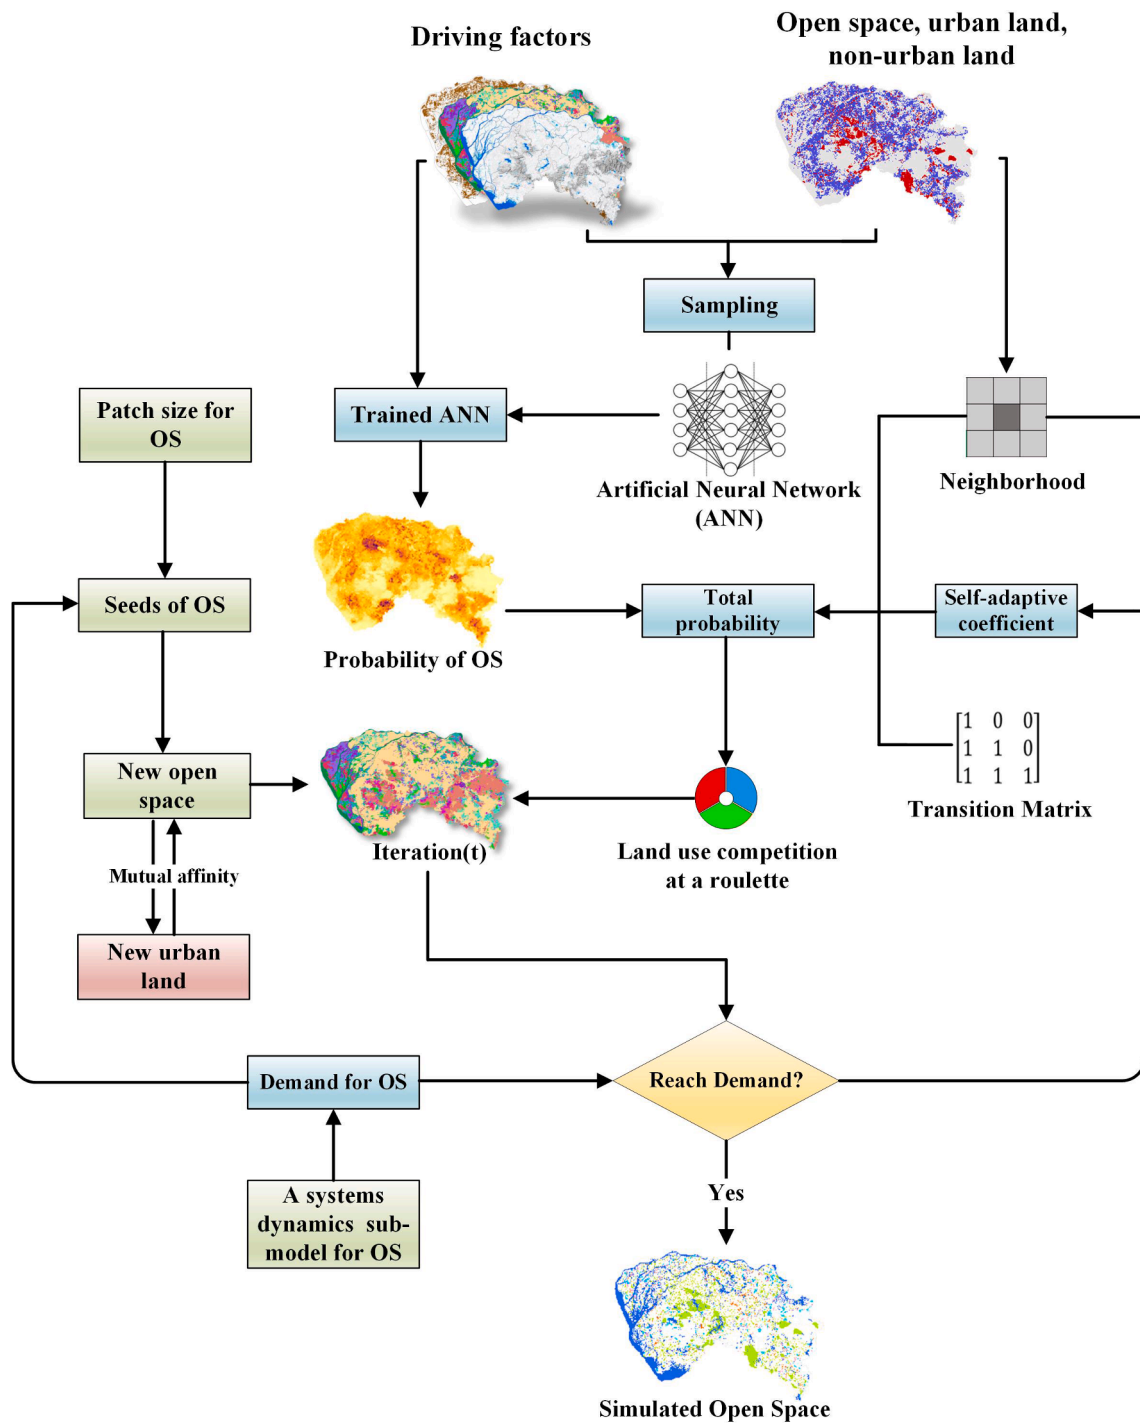 Driving factors
Open space, urban land,
non-urban land
Sampling
Patch size for
OS
Trained ANN
Artificial Neural Network
(ANN)
Neighborhood
Seeds of OS
Total
probability
Self-adaptive
coefficient
Probability of OS
1 0 0
1 1 0
1 1 1
Transition Matrix
New open
space
Iteration(t)
Land use competition
at a roulette
Mutual affinity
New urban
land
Demand for OS
Reach Demand?
A systems
dynamics sub-
model for OS
Yes
Simulated Open Space